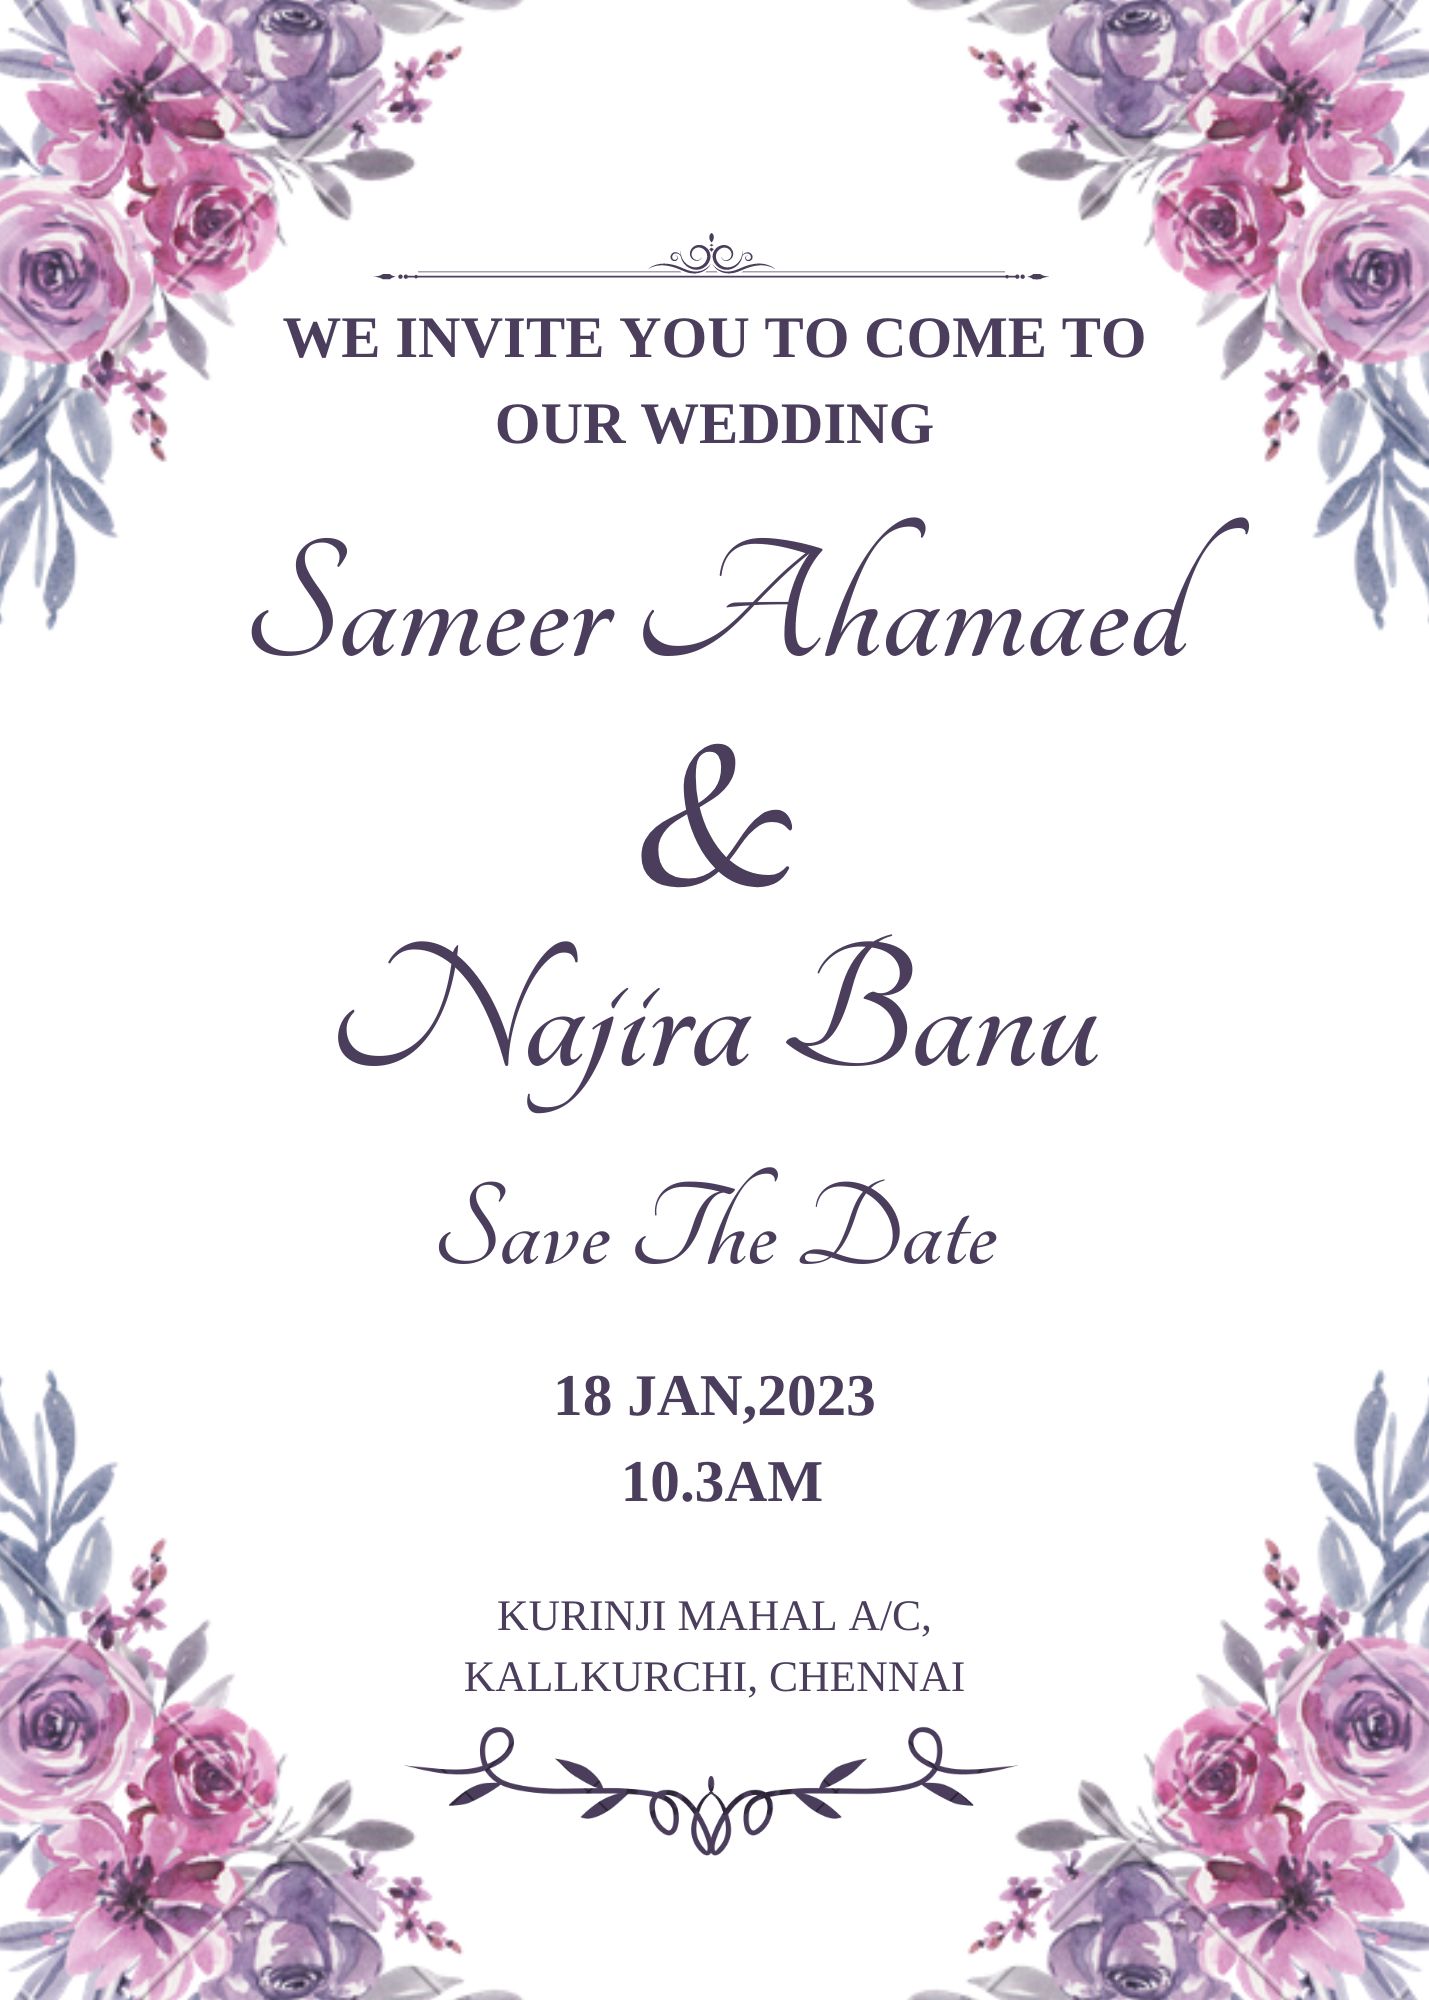 WE INVITE YOU TO COME TO
OUR WEDDING
Sameer Ahamaed
&
Najira Banu
Save The Date
18 JAN,2023
10.3AM
KURINJI MAHAL A/C,
KALLKURCHI, CHENNAI